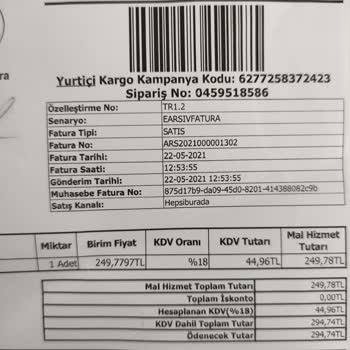 ra
Yurtiçi Kargo Kampanya Kodu: 6277258372423
Sipariş No: 0459518586
Özelleştirme No: TR1.2
Senaryo: EARSIVFATURA
Fatura Tipi: SATIS
Fatura No: ARS2021000001302
Fatura Tarihi: 22-05-2021
Fatura Saati: 12:53:55
Gönderim Tarihi: 22-05-2021 12:53:55
Muhasebe Fatura No: 875d17b9-da09-45d0-8201-414388082c9b
Satış Kanalı: Hepsiburada
Miktar Birim Fiyat KDV Oranı KDV Tutarı Mal Hizmet Tutarı
1 Adet 249,7797TL %18 44,96TL 249,78TL
Mal Hizmet Toplam Tutarı 249,78TL
Toplam İskonto 0,00TL
Hesaplanan KDV(%18) 44,96TL
KDV Dahil Toplam Tutar 294,74TL
Ödenecek Tutar 294,74TL